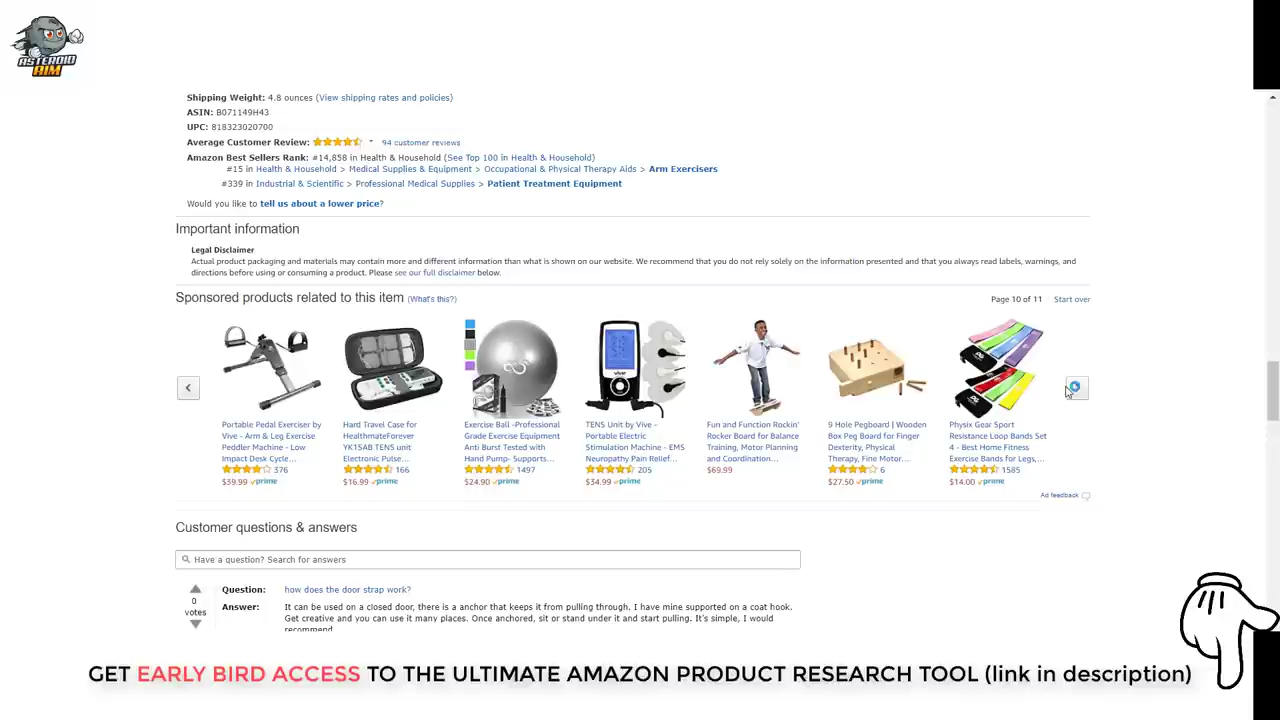 ASTEROID
AIM
Shipping Weight: 4.8 ounces (View shipping rates and policies)
ASIN: B071149H43
UPC: 818323020700
Average Customer Review: 94 customer reviews
Amazon Best Sellers Rank: #14,858 in Health & Household (See Top 100 in Health & Household)
#15 in Health & Household > Medical Supplies & Equipment > Occupational & Physical Therapy Aids > Arm Exercisers
#339 in Industrial & Scientific > Professional Medical Supplies > Patient Treatment Equipment
Would you like to tell us about a lower price?
Important information
Legal Disclaimer
Actual product packaging and materials may contain more and different information than what is shown on our website. We recommend that you do not rely solely on the information presented and that you always read labels, warnings, and
directions before using or consuming a product. Please see our full disclaimer below.
Sponsored products related to this item (What's this?)
Page 10 of 11 Start over
Portable Pedal Exerciser by
Vive - Arm & Leg Exercise
Peddler Machine - Low
Impact Desk Cycle...
376
$39.99 prime
Hard Travel Case for
HealthmateForever
YK15AB TENS unit
Electronic Pulse...
166
$16.99 prime
Exercise Ball -Professional
Grade Exercise Equipment
Anti Burst Tested with
Hand Pump- Supports...
1497
$24.90 prime
TENS Unit by Vive -
Portable Electric
Stimulation Machine - EMS
Neuropathy Pain Relief...
205
$34.99 prime
Fun and Function Rockin'
Rocker Board for Balance
Training, Motor Planning
and Coordination...
$69.99
9 Hole Pegboard | Wooden
Box Peg Board for Finger
Dexterity, Physical
Therapy, Fine Motor...
6
$27.50 prime
Physix Gear Sport
Resistance Loop Bands Set
4 - Best Home Fitness
Exercise Bands for Legs,...
1585
$14.00 prime
Ad feedback
Customer questions & answers
Have a question? Search for answers
0
votes
Question: how does the door strap work?
Answer: It can be used on a closed door, there is a anchor that keeps it from pulling through. I have mine supported on a coat hook.
Get creative and you can use it many places. Once anchored, sit or stand under it and start pulling. It's simple, I would
recommend
GET EARLY BIRD ACCESS TO THE ULTIMATE AMAZON PRODUCT RESEARCH TOOL (link in description)